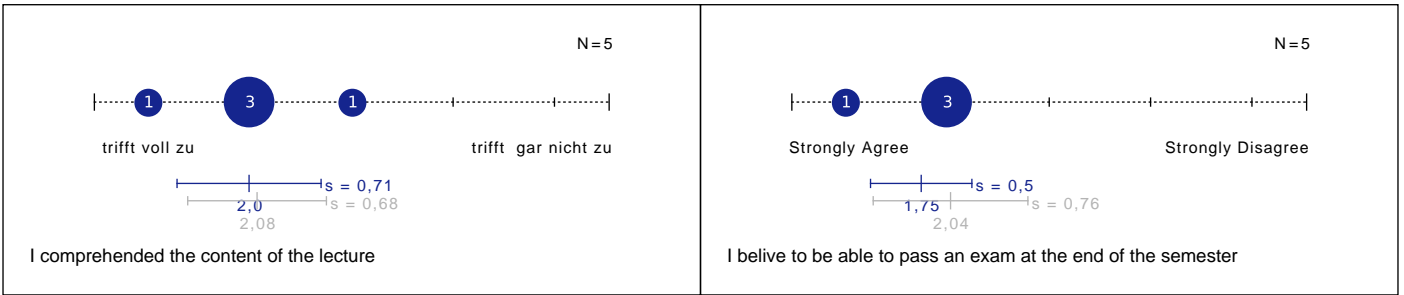 N=5
1 3 1
trifft voll zu trifft gar nicht zu
s = 0,71
s = 0,68
2,0
2,08
I comprehended the content of the lecture
N=5
1 3
Strongly Agree Strongly Disagree
s = 0,5
s = 0,76
1,75
2,04
I belive to be able to pass an exam at the end of the semester